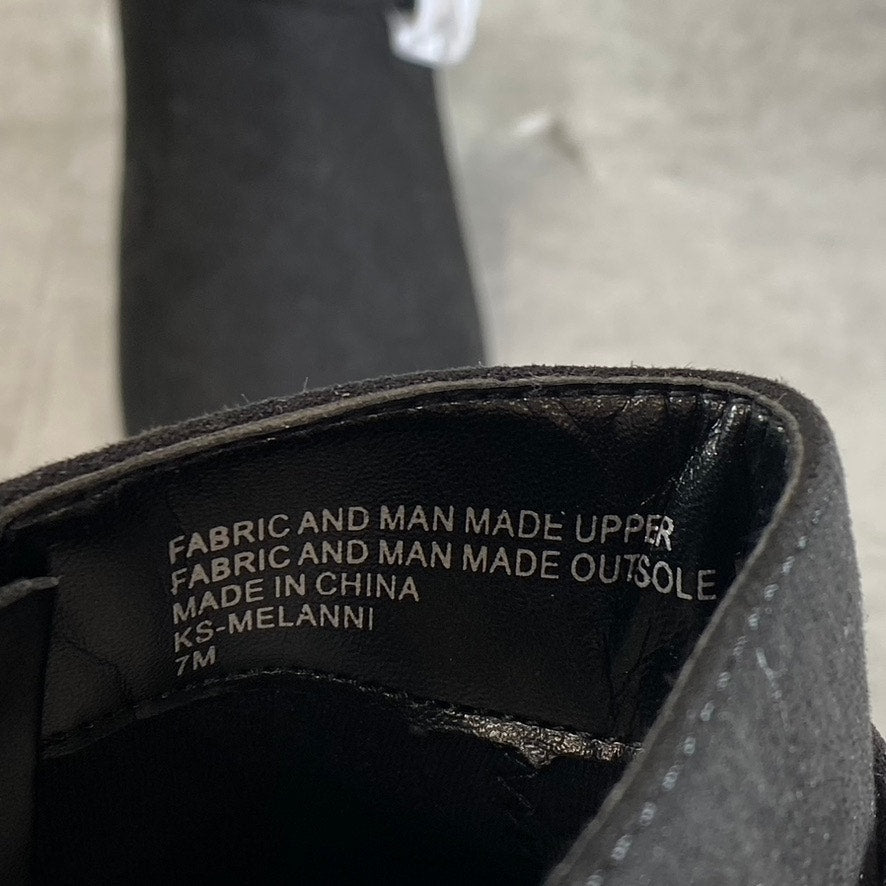 FABRIC AND MAN MADE UPPER
FABRIC AND MAN MADE OUTSOLE
MADE IN CHINA
KS-MELANNI
7M